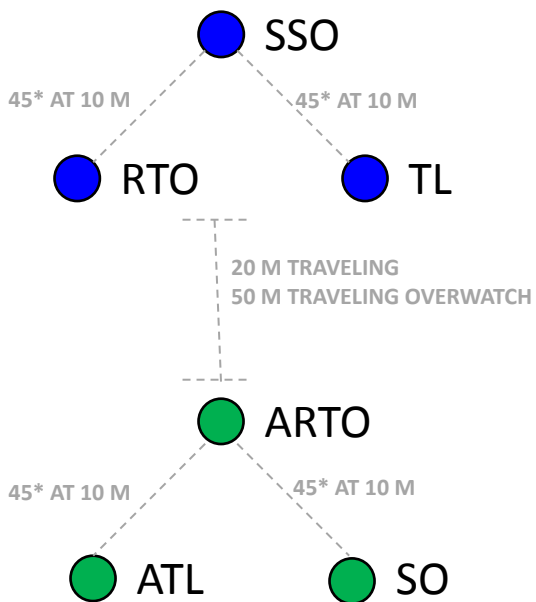 SSO
45* AT 10 M
45* AT 10 M
RTO
TL
20 M TRAVELING
50 M TRAVELING OVERWATCH
ARTO
45* AT 10 M
45* AT 10 M
ATL
SO